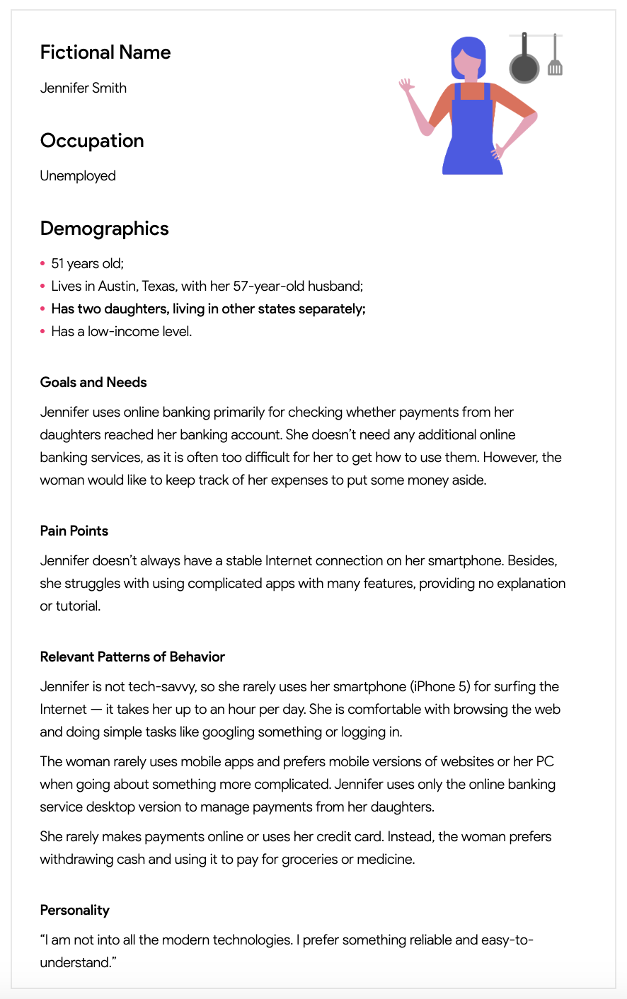 Fictional Name
Jennifer Smith
Occupation
Unemployed
Demographics
• 51 years old;
• Lives in Austin, Texas, with her 57-year-old husband;
• Has two daughters, living in other states separately;
• Has a low-income level.
Goals and Needs
Jennifer uses online banking primarily for checking whether payments from her
daughters reached her banking account. She doesn’t need any additional online
banking services, as it is often too difficult for her to get how to use them. However, the
woman would like to keep track of her expenses to put some money aside.
Pain Points
Jennifer doesn’t always have a stable Internet connection on her smartphone. Besides,
she struggles with using complicated apps with many features, providing no explanation
or tutorial.
Relevant Patterns of Behavior
Jennifer is not tech-savvy, so she rarely uses her smartphone (iPhone 5) for surfing the
Internet — it takes her up to an hour per day. She is comfortable with browsing the web
and doing simple tasks like googling something or logging in.
The woman rarely uses mobile apps and prefers mobile versions of websites or her PC
when going about something more complicated. Jennifer uses only the online banking
service desktop version to manage payments from her daughters.
She rarely makes payments online or uses her credit card. Instead, the woman prefers
withdrawing cash and using it to pay for groceries or medicine.
Personality
“I am not into all the modern technologies. I prefer something reliable and easy-to-
understand.”